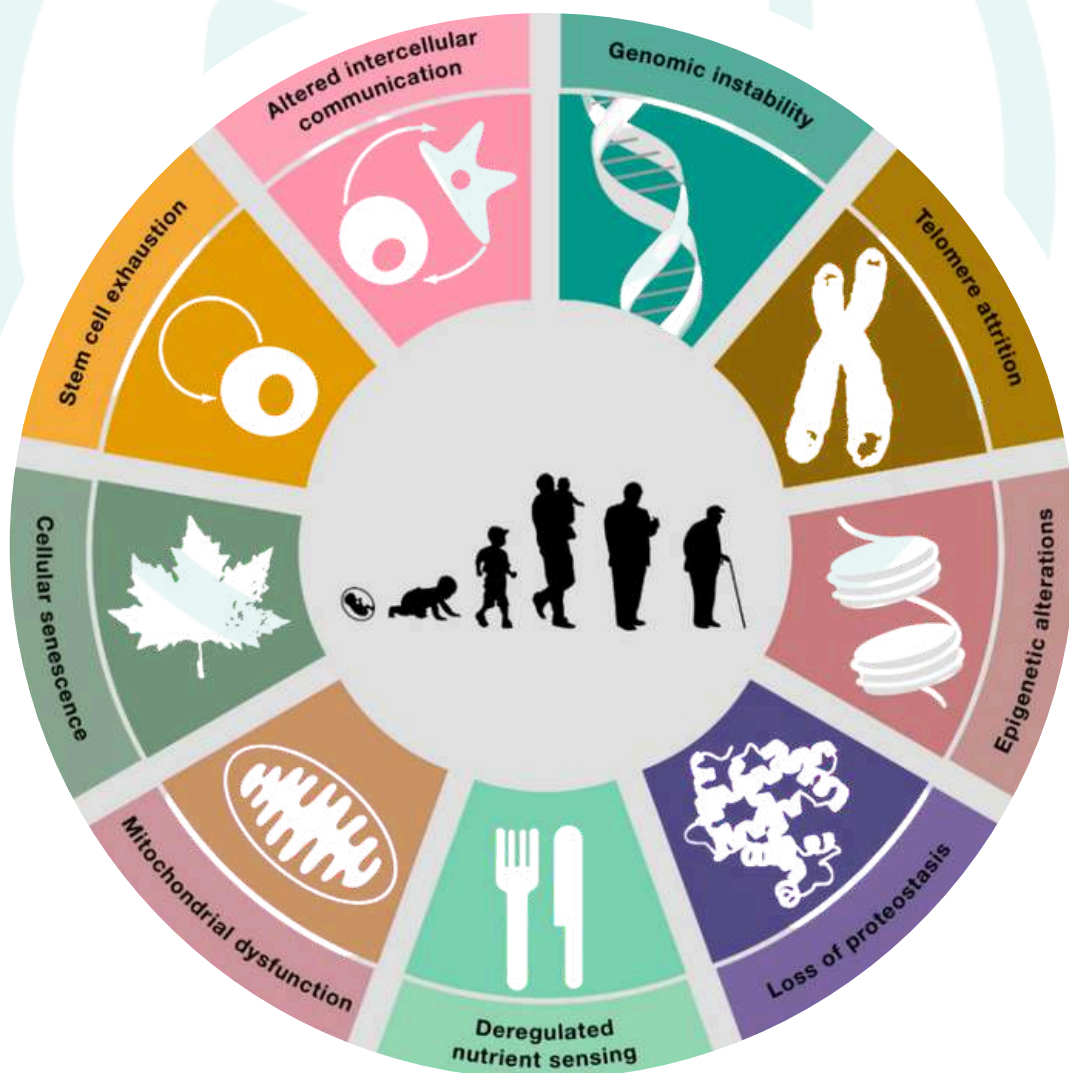 Altered intercellular
communication
Genomic instability
Telomere attrition
Epigenetic alterations
Loss of proteostasis
Deregulated
nutrient sensing
Mitochondrial dysfunction
Cellular senescence
Stem cell exhaustion